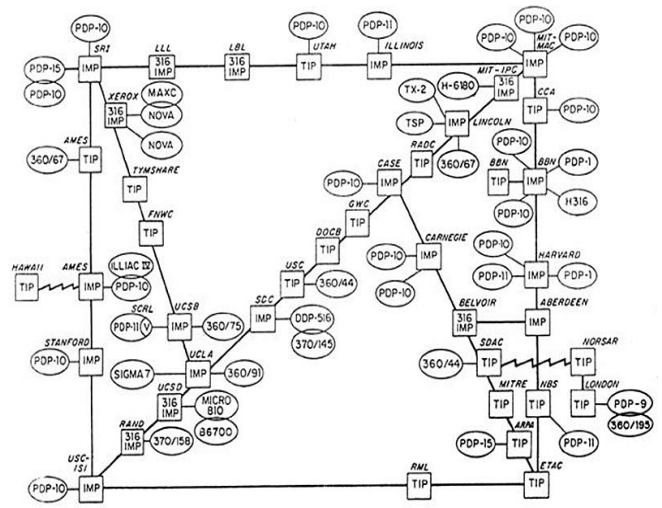 PDP-10
SRI
PDP-15
PDP-10
IMP
LLL
316
IMP
LBL
316
IMP
PDP-10
UTAH
TIP
PDP-11
ILLINOIS
IMP
PDP-10
PDP-10
MIT-
MAC
PDP-10
IMP
MIT-IPC
H-6180
316
IMP
XEROX
316
IMP
MAXC
NOVA
NOVA
TX-2
TSP
IMP
LINCOLN
360/67
CCA
TIP
PDP-10
AMES
360/67
TIP
RADC
TIP
PDP-10
BBN
TIP
BBN
IMP
PDP-1
PDP-10
H316
TYMSHARE
TIP
CASE
PDP-10
IMP
FNWC
TIP
GWC
TIP
DOCB
TIP
CARNEGIE
PDP-10
PDP-10
IMP
PDP-10
HARVARD
PDP-11
IMP
PDP-1
HAWAII
TIP
AMES
IMP
ILLIAC IV
PDP-10
USC
TIP
360/44
SCRL
PDP-11
V
UCSB
IMP
360/75
SCC
IMP
DDP-516
370/145
BELVOIR
316
IMP
ABERDEEN
IMP
STANFORD
PDP-10
IMP
UCLA
SIGMA 7
IMP
360/91
360/44
SDAC
TIP
NORSAR
TIP
UCSD
316
IMP
MICRO
810
B6700
MITRE
TIP
NBS
TIP
PDP-11
LONDON
TIP
PDP-9
360/195
RAND
316
IMP
370/158
PDP-15
ARPA
TIP
USC-
ISI
PDP-10
IMP
RML
TIP
ETAC
TIP